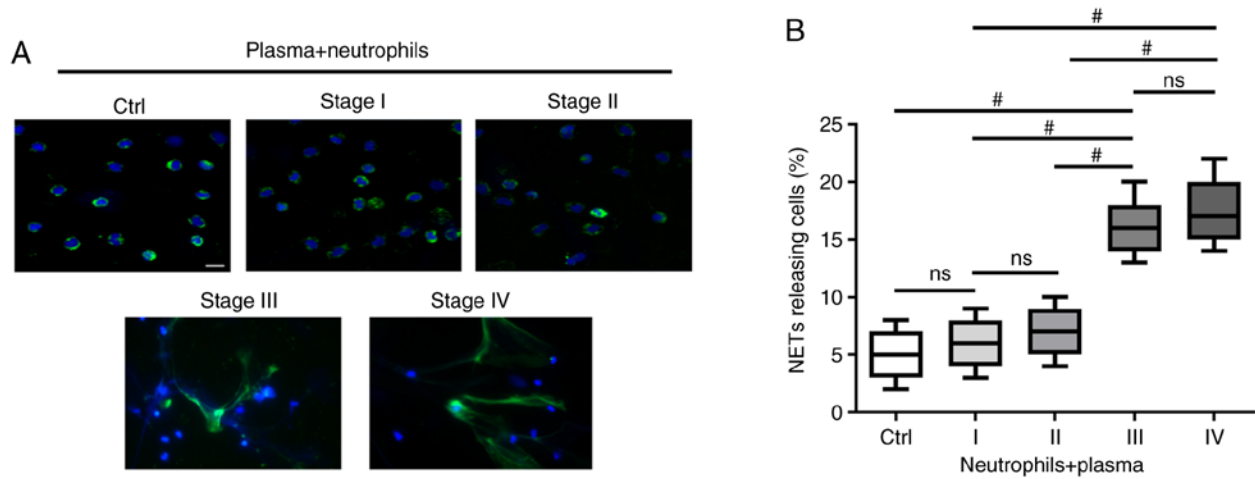 A
Plasma+neutrophils
Ctrl
Stage I
Stage II
Stage III
Stage IV
B
#
#
ns
#
#
#
ns
ns
NETs releasing cells (%)
25
20
15
10
5
0
Ctrl I II III IV
Neutrophils+plasma